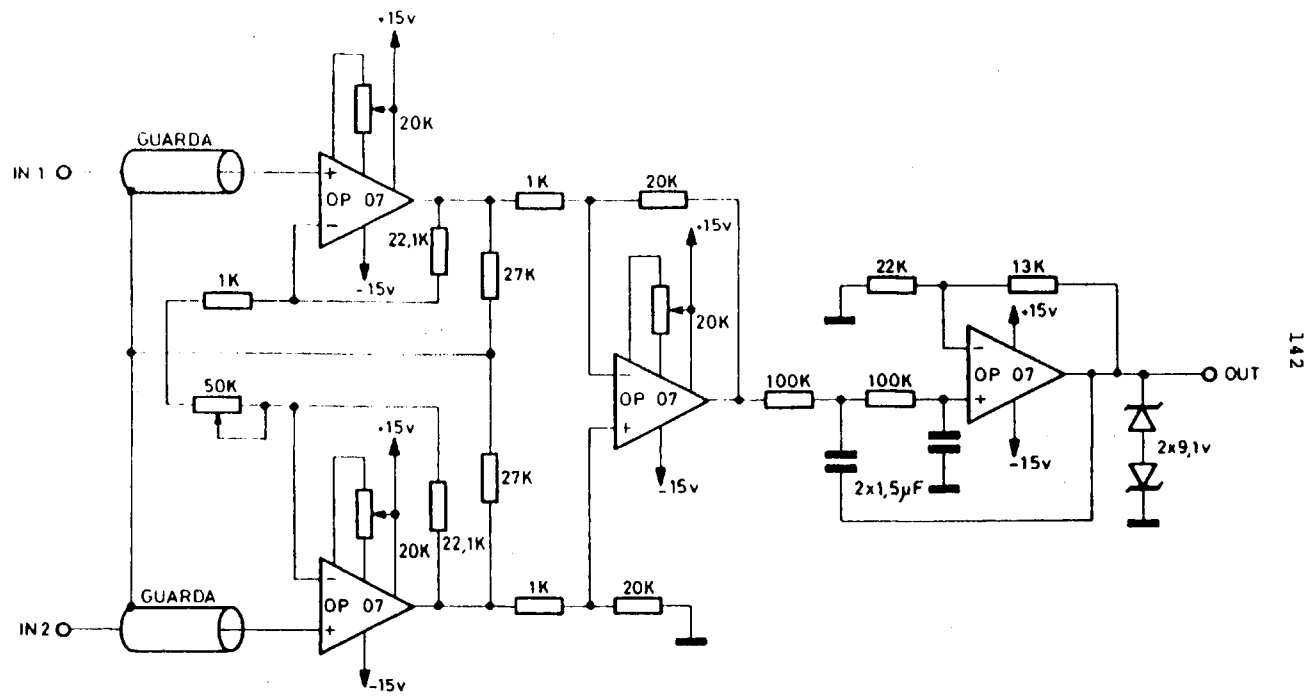 +15v
20K
GUARDA
IN 1
+
OP 07
-
-15v
1K
20K
22,1K
27K
1K
+15v
20K
22K
13K
+15v
50K
-
OP 07
+
-15v
100K
100K
-
OP 07
+
-15v
OUT
2x9,1v
2x1,5µF
+15v
20K
22,1K
27K
GUARDA
IN2
-
OP 07
+
-15v
1K
20K
142